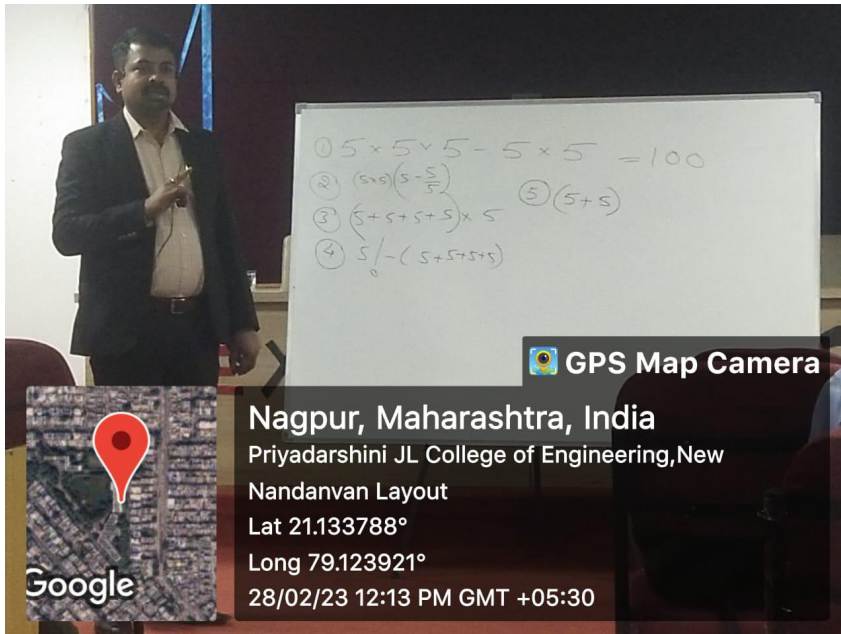 ① 5 × 5 × 5 - 5 × 5 = 100
② (5×5)(5 - 5/5)
⑤ (5+5)
③ (5+5+5+5)×5
④ 5! - (5+5+5+5)
GPS Map Camera
Nagpur, Maharashtra, India
Priyadarshini JL College of Engineering,New
Nandanvan Layout
Lat 21.133788°
Long 79.123921°
28/02/23 12:13 PM GMT +05:30
Google